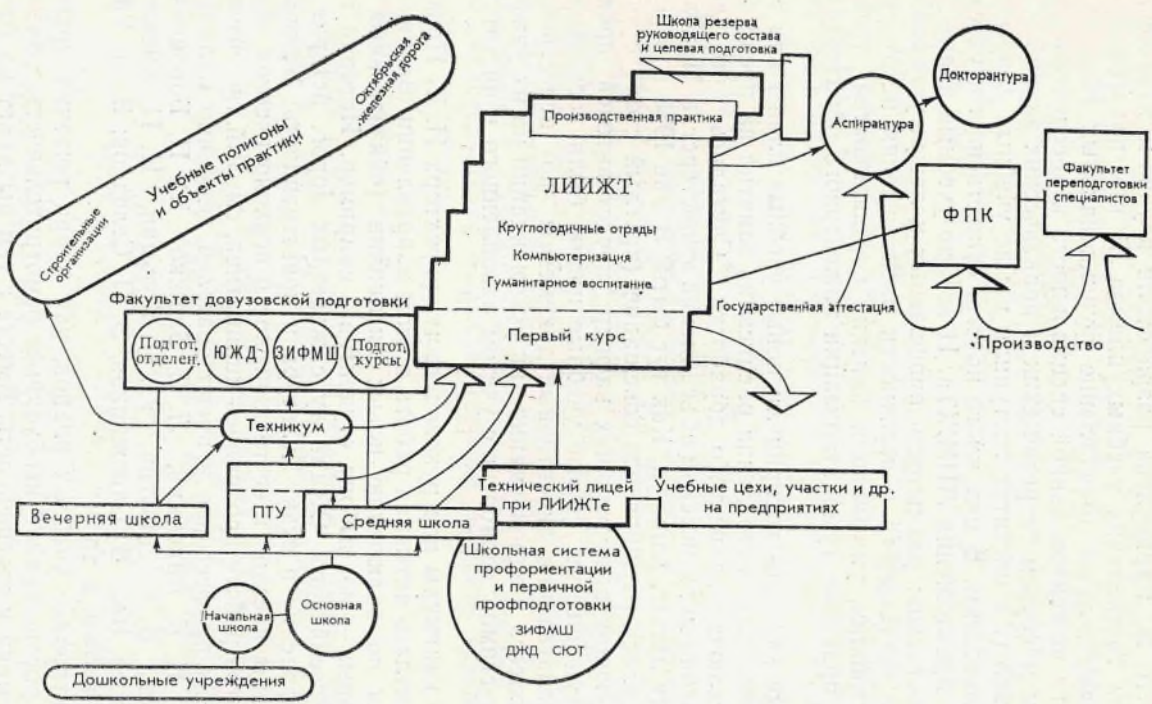 Школа резерва
руководящего состава
и целевая подготовка
Октябрьская
железная дорога
Учебные полигоны
и объекты практики
Строительные
организации
Производственная практика
Докторантура
Аспирантура
Факультет
переподготовки
специалистов
ФПК
ЛИИЖТ
Круглогодичные отряды
Компьютеризация
Гуманитарное воспитание
Государственная аттестация
Производство
Факультет довузовской подготовки
Первый курс
Подгот.
отделен.
ЮЖД
ЗИФМШ
Подгот.
курсы
Техникум
ПТУ
Вечерняя школа
Средняя школа
Технический лицей
при ЛИИЖТе
Учебные цехи, участки и др.
на предприятиях
Школьная система
профориентации
и первичной
профподготовки
ЗИФМШ
ДЖД СЮТ
Начальная
школа
Основная
школа
Дошкольные учреждения